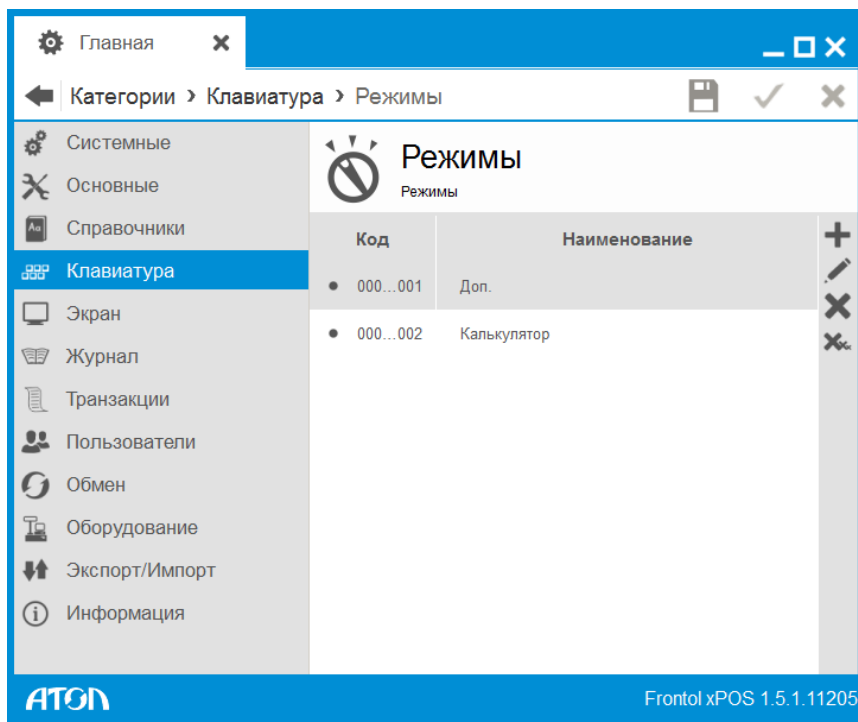 Главная
Категории › Клавиатура › Режимы
Системные
Основные
Справочники
Клавиатура
Экран
Журнал
Транзакции
Пользователи
Обмен
Оборудование
Экспорт/Импорт
Информация
Режимы
Режимы
Код Наименование
000...001 Доп.
000...002 Калькулятор
АТОЛ
Frontol xPOS 1.5.1.11205